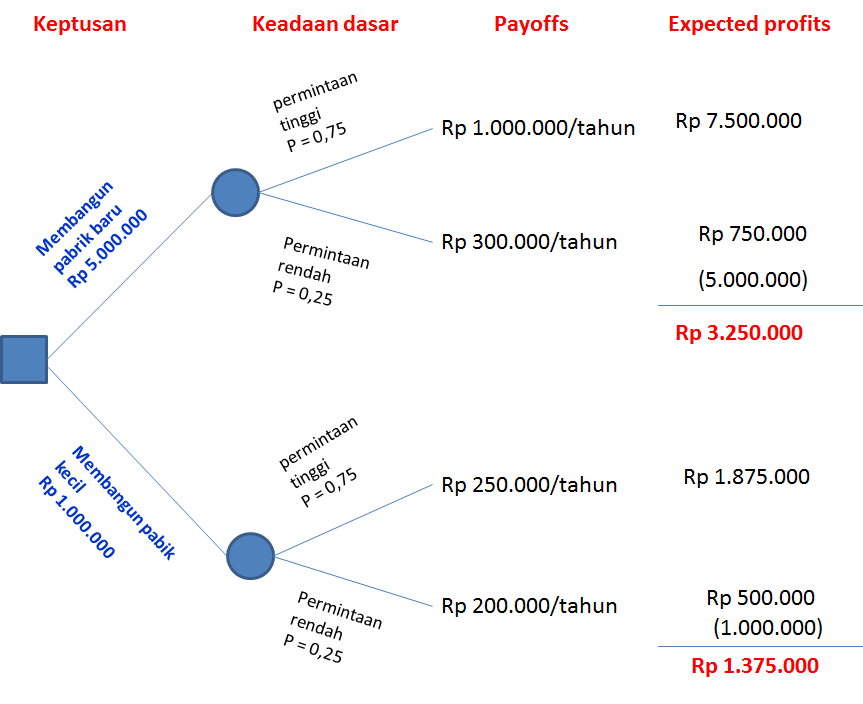 Keptusan
Keadaan dasar
Payoffs
Expected profits
Membangun
pabrik baru
Rp 5.000.000
permintaan
tinggi
P = 0,75
Rp 1.000.000/tahun
Rp 7.500.000
Permintaan
rendah
P = 0,25
Rp 300.000/tahun
Rp 750.000
(5.000.000)
Rp 3.250.000
Membangun pabik
kecil
Rp 1.000.000
permintaan
tinggi
P = 0,75
Rp 250.000/tahun
Rp 1.875.000
Permintaan
rendah
P = 0,25
Rp 200.000/tahun
Rp 500.000
(1.000.000)
Rp 1.375.000